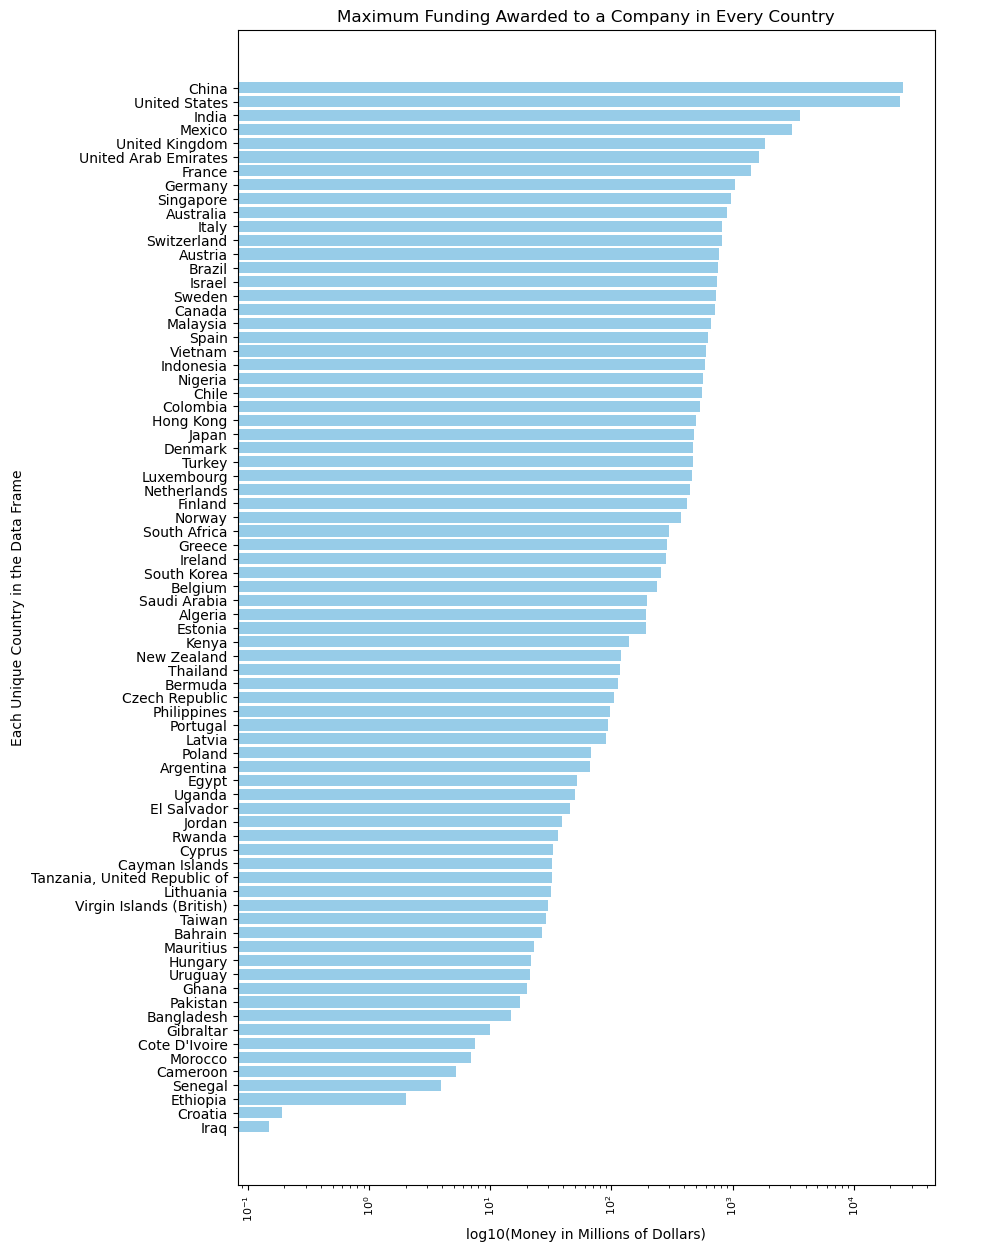 Maximum Funding Awarded to a Company in Every Country
Each Unique Country in the Data Frame
China
United States
India
Mexico
United Kingdom
United Arab Emirates
France
Germany
Singapore
Australia
Italy
Switzerland
Austria
Brazil
Israel
Sweden
Canada
Malaysia
Spain
Vietnam
Indonesia
Nigeria
Chile
Colombia
Hong Kong
Japan
Denmark
Turkey
Luxembourg
Netherlands
Finland
Norway
South Africa
Greece
Ireland
South Korea
Belgium
Saudi Arabia
Algeria
Estonia
Kenya
New Zealand
Thailand
Bermuda
Czech Republic
Philippines
Portugal
Latvia
Poland
Argentina
Egypt
Uganda
El Salvador
Jordan
Rwanda
Cyprus
Cayman Islands
Tanzania, United Republic of
Lithuania
Virgin Islands (British)
Taiwan
Bahrain
Mauritius
Hungary
Uruguay
Ghana
Pakistan
Bangladesh
Gibraltar
Cote D'Ivoire
Morocco
Cameroon
Senegal
Ethiopia
Croatia
Iraq
10⁻¹ 10⁰ 10¹ 10² 10³ 10⁴
log10(Money in Millions of Dollars)